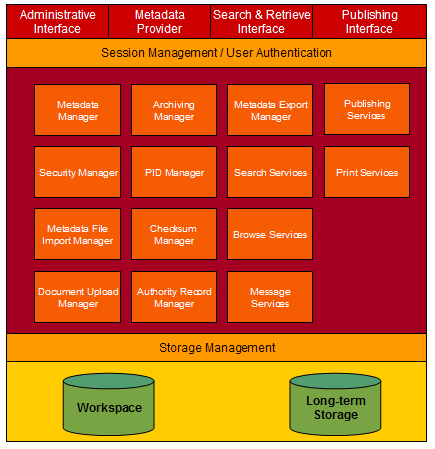 Administrative
Interface
Metadata
Provider
Search & Retrieve
Interface
Publishing
Interface
Session Management / User Authentication
Metadata
Manager
Archiving
Manager
Metadata Export
Manager
Publishing
Services
Security Manager
PID Manager
Search Services
Print Services
Metadata File
Import Manager
Checksum
Manager
Browse Services
Document Upload
Manager
Authority Record
Manager
Message
Services
Storage Management
Workspace
Long-term
Storage